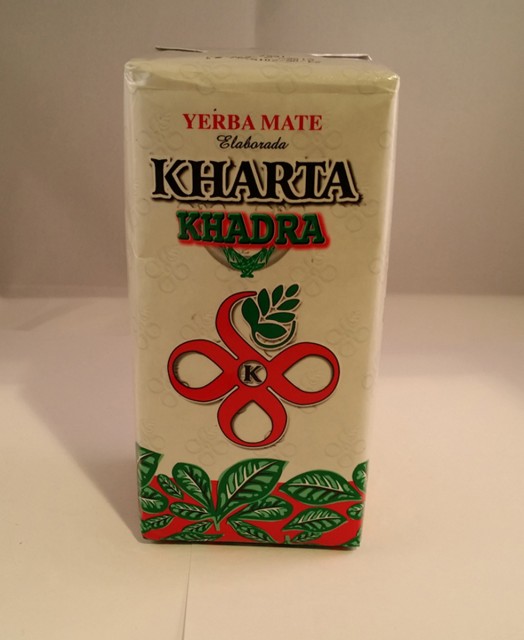 YERBA MATE
Elaborada
KHARTA
KHADRA
K